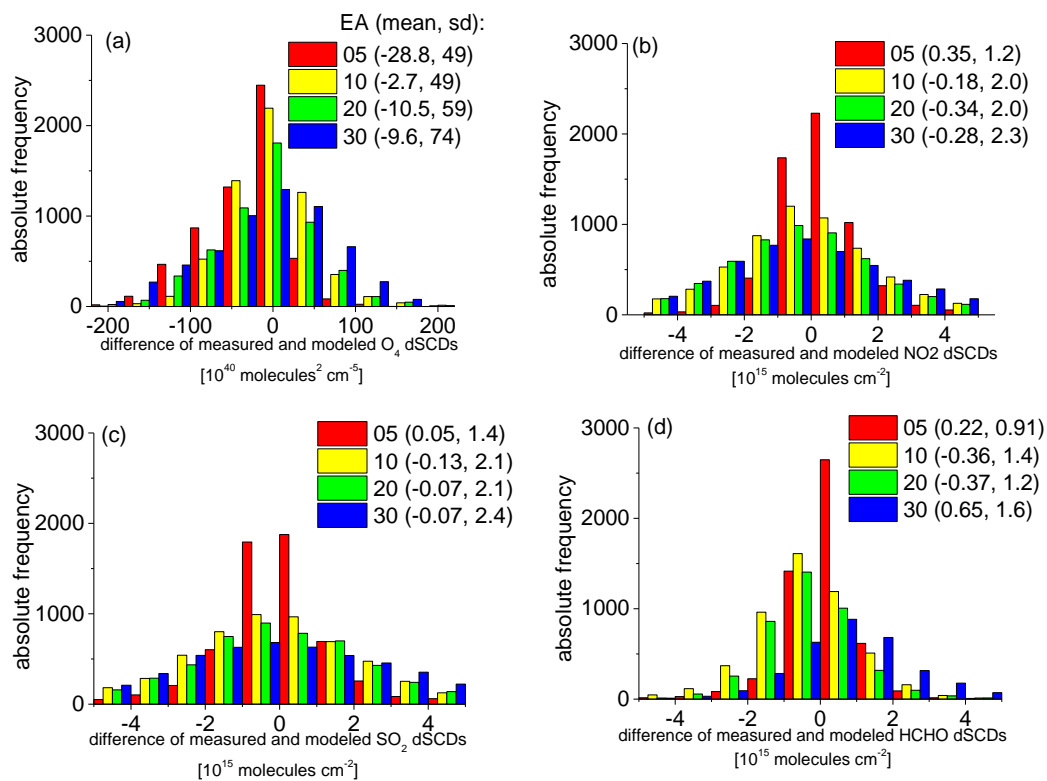 (a)
EA (mean, sd):
05 (-28.8, 49)
10 (-2.7, 49)
20 (-10.5, 59)
30 (-9.6, 74)
3000
2000
1000
0
absolute frequency
-200 -100 0 100 200
difference of measured and modeled O4 dSCDs
[10^40 molecules^2 cm^-5]
(b)
05 (0.35, 1.2)
10 (-0.18, 2.0)
20 (-0.34, 2.0)
30 (-0.28, 2.3)
3000
2000
1000
0
absolute frequency
-4 -2 0 2 4
difference of measured and modeled NO2 dSCDs
[10^15 molecules cm^-2]
(c)
05 (0.05, 1.4)
10 (-0.13, 2.1)
20 (-0.07, 2.1)
30 (-0.07, 2.4)
3000
2000
1000
0
absolute frequency
-4 -2 0 2 4
difference of measured and modeled SO2 dSCDs
[10^15 molecules cm^-2]
(d)
05 (0.22, 0.91)
10 (-0.36, 1.4)
20 (-0.37, 1.2)
30 (0.65, 1.6)
3000
2000
1000
0
absolute frequency
-4 -2 0 2 4
difference of measured and modeled HCHO dSCDs
[10^15 molecules cm^-2]